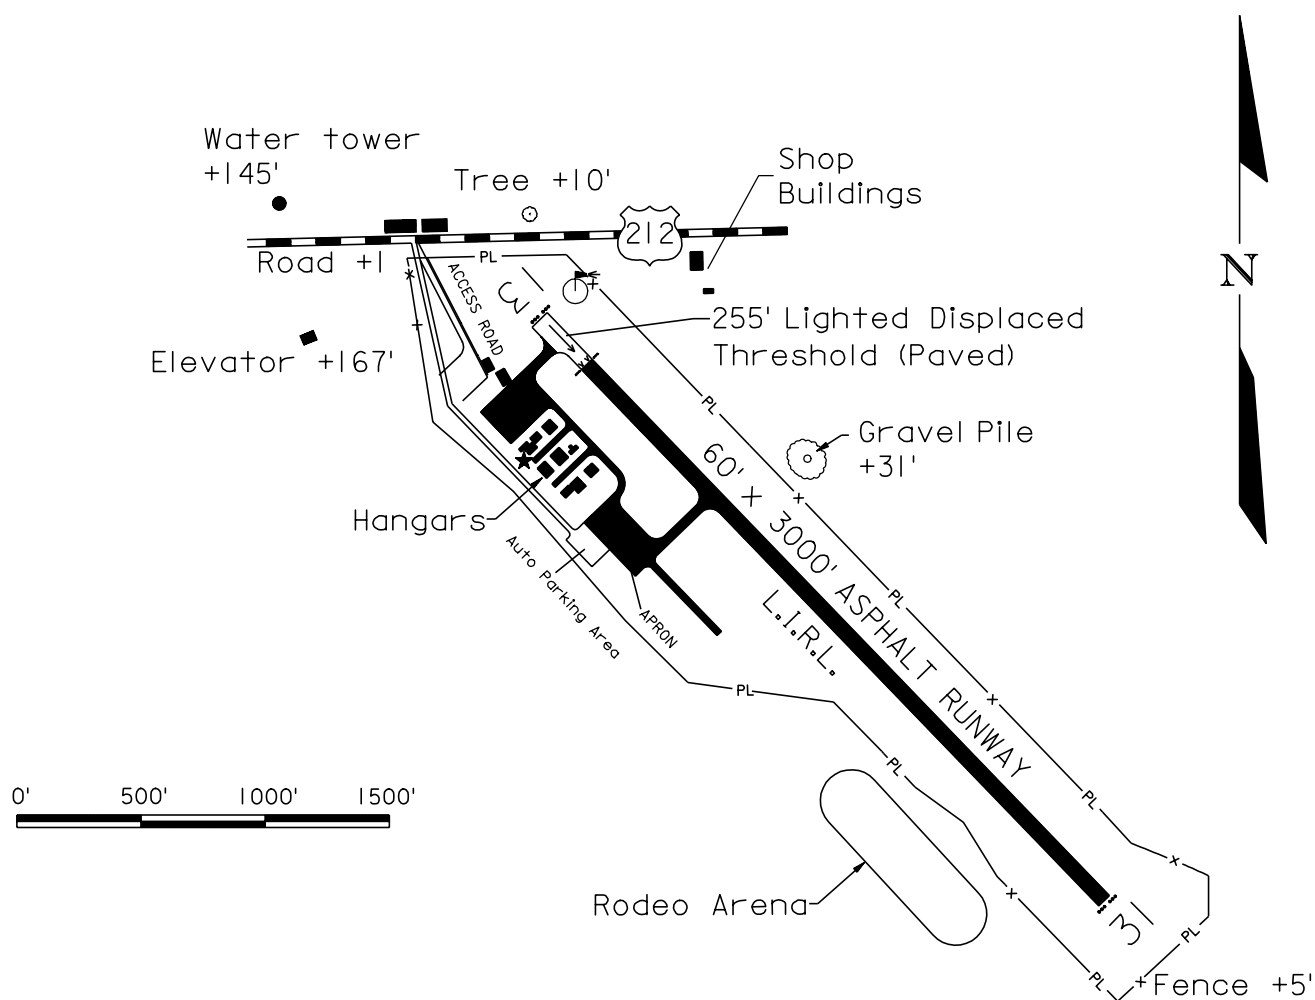 Water tower
+145'
Tree +10'
Shop
Buildings
212
Road +1
PL
N
ACCESS ROAD
13
255' Lighted Displaced
Threshold (Paved)
Elevator +167'
PL
Gravel Pile
+31'
60' X 3000' ASPHALT RUNWAY
Hangars
Auto Parking Area
APRON
L.I.R.L.
PL
PL
PL
PL
0' 500' 1000' 1500'
Rodeo Arena
31
PL
PL
Fence +5'